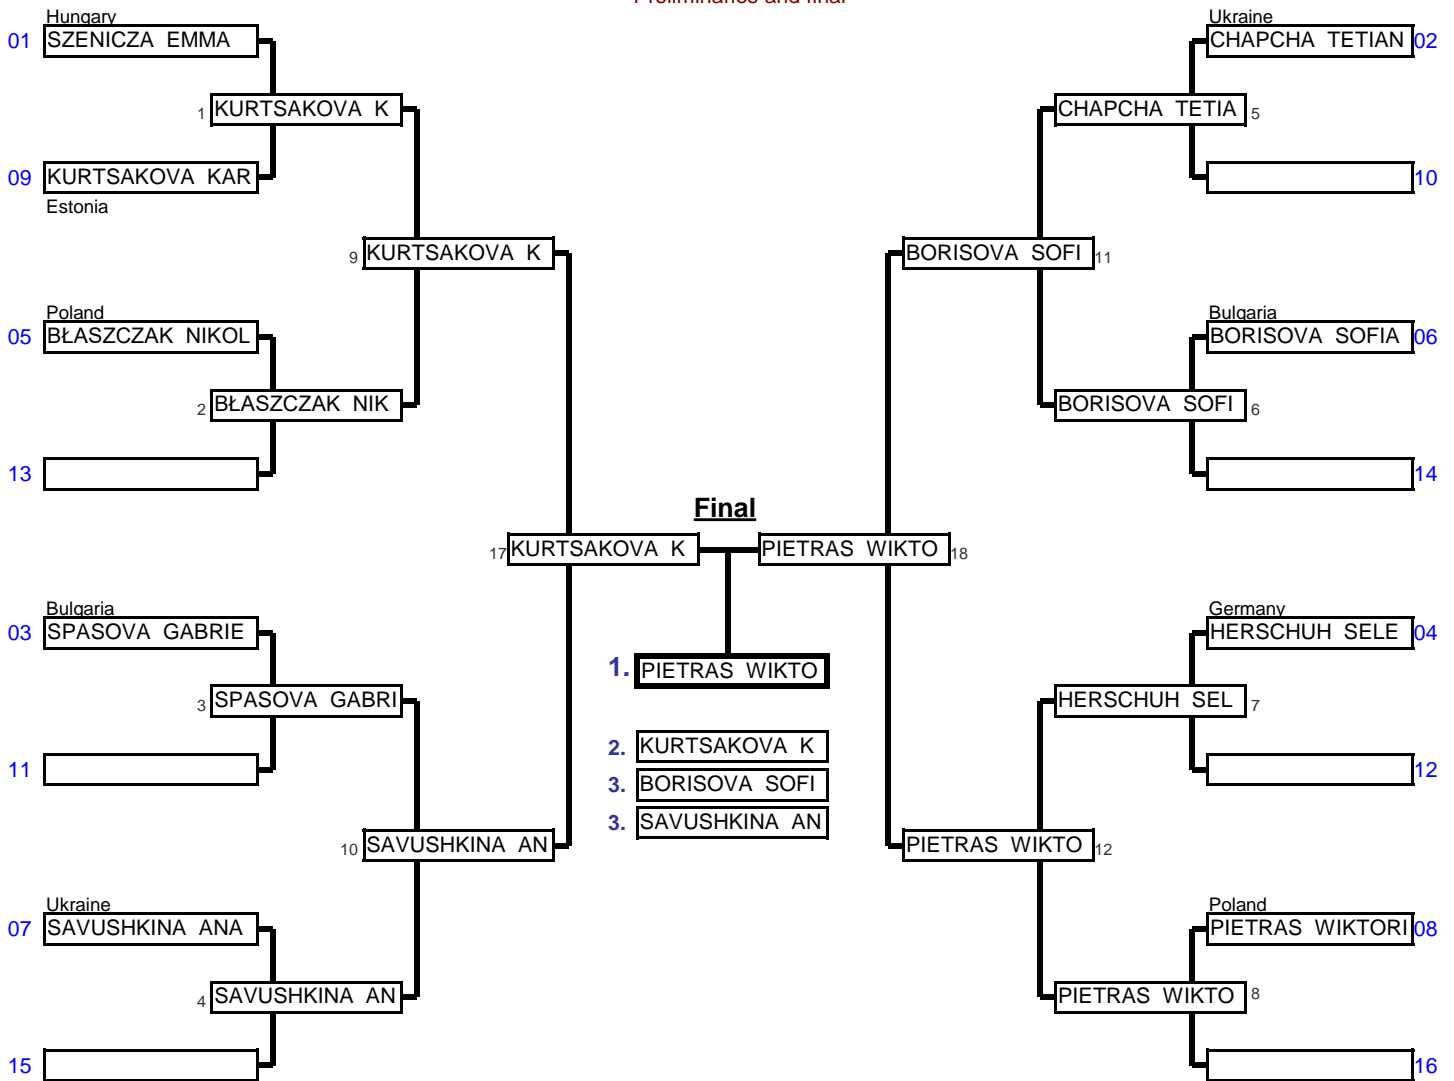 Preliminaries and final
Hungary
01 SZENICZA EMMA
1 KURTSAKOVA K
09 KURTSAKOVA KAR
Estonia
9 KURTSAKOVA K
Poland
05 BŁASZCZAK NIKOL
2 BŁASZCZAK NIK
13
17 KURTSAKOVA K
Bulgaria
03 SPASOVA GABRIE
3 SPASOVA GABRI
11
10 SAVUSHKINA AN
Ukraine
07 SAVUSHKINA ANA
4 SAVUSHKINA AN
15
Final
1. PIETRAS WIKTO
2. KURTSAKOVA K
3. BORISOVA SOFI
3. SAVUSHKINA AN
Ukraine
CHAPCHA TETIAN 02
CHAPCHA TETIA 5
10
BORISOVA SOFI 11
Bulgaria
BORISOVA SOFIA 06
BORISOVA SOFI 6
14
PIETRAS WIKTO 18
Germany
HERSCHUH SELE 04
HERSCHUH SEL 7
12
PIETRAS WIKTO 12
Poland
PIETRAS WIKTORI 08
PIETRAS WIKTO 8
16